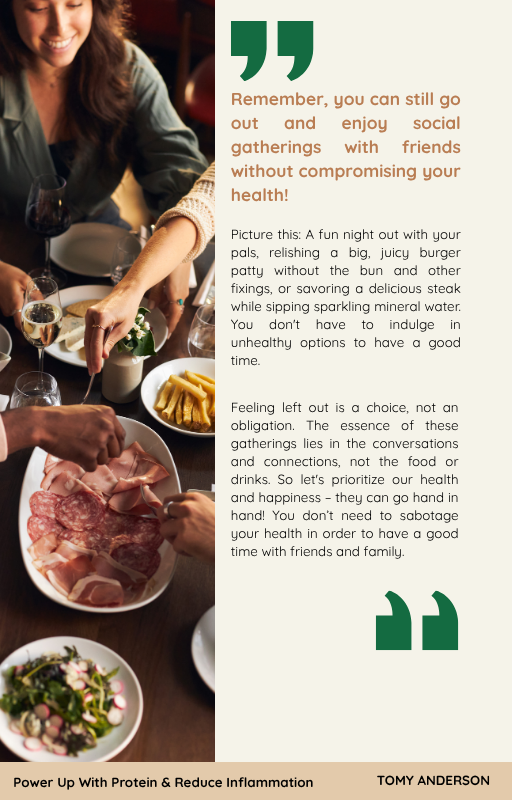 Remember, you can still go
out and enjoy social
gatherings with friends
without compromising your
health!
Picture this: A fun night out with your
pals, relishing a big, juicy burger
patty without the bun and other
fixings, or savoring a delicious steak
while sipping sparkling mineral water.
You don't have to indulge in
unhealthy options to have a good
time.
Feeling left out is a choice, not an
obligation. The essence of these
gatherings lies in the conversations
and connections, not the food or
drinks. So let's prioritize our health
and happiness – they can go hand in
hand! You don't need to sabotage
your health in order to have a good
time with friends and family.
Power Up With Protein & Reduce Inflammation
TOMY ANDERSON